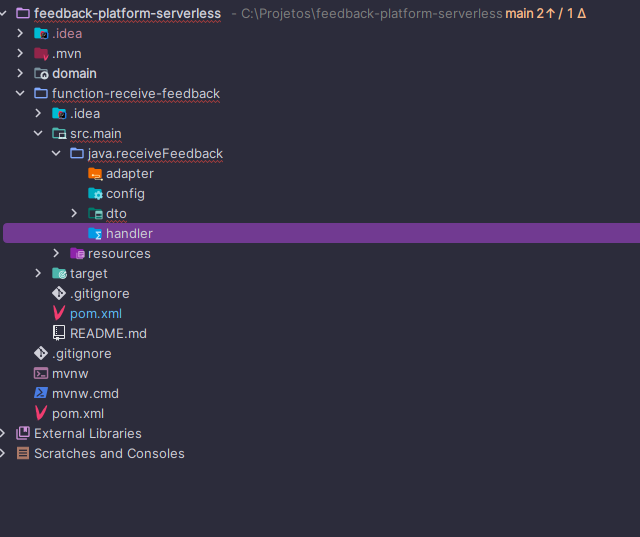 feedback-platform-serverless - C:\Projetos\feedback-platform-serverless main 2↑ / 1 Δ
.idea
.mvn
domain
function-receive-feedback
.idea
src.main
java.receiveFeedback
adapter
config
dto
handler
resources
target
.gitignore
pom.xml
README.md
.gitignore
mvnw
mvnw.cmd
pom.xml
External Libraries
Scratches and Consoles